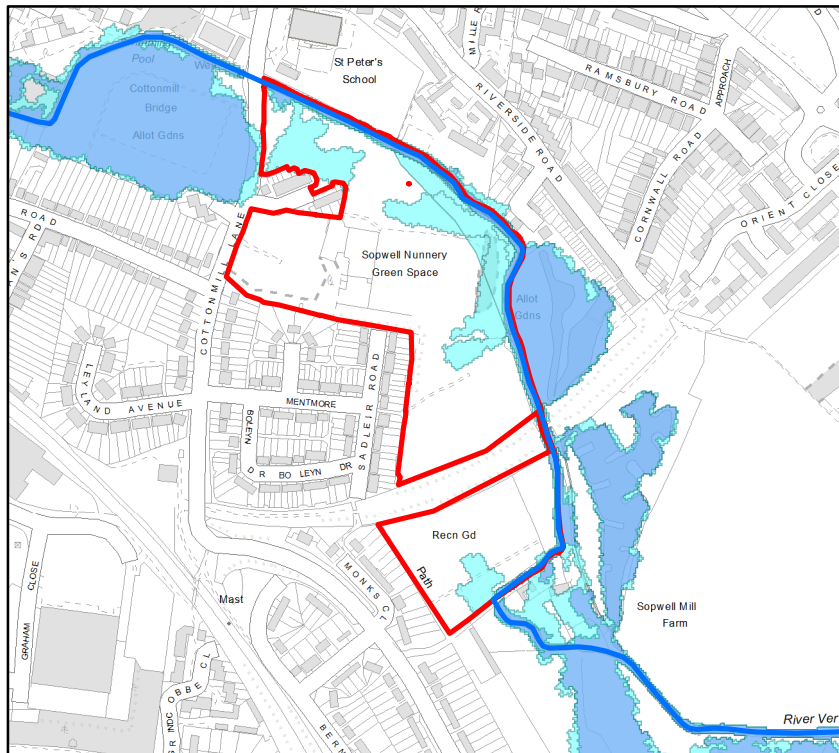 Pool
Cottonmill
Bridge
Allot Gdns
St Peter's
School
RIVERSIDE ROAD
RAMSBURY ROAD
APPROACH
CORNWALL ROAD
ORIENT CLOSE
ROAD
COTTONMILL LANE
Sopwell Nunnery
Green Space
Allot
Gdns
LEYLAND AVENUE
MENTMORE
BOLEYN
DR BOLEYN DR
SADLEIR ROAD
Recn Gd
Path
MONKS CL
Mast
GRAHAM CLOSE
Sopwell Mill
Farm
River Ver